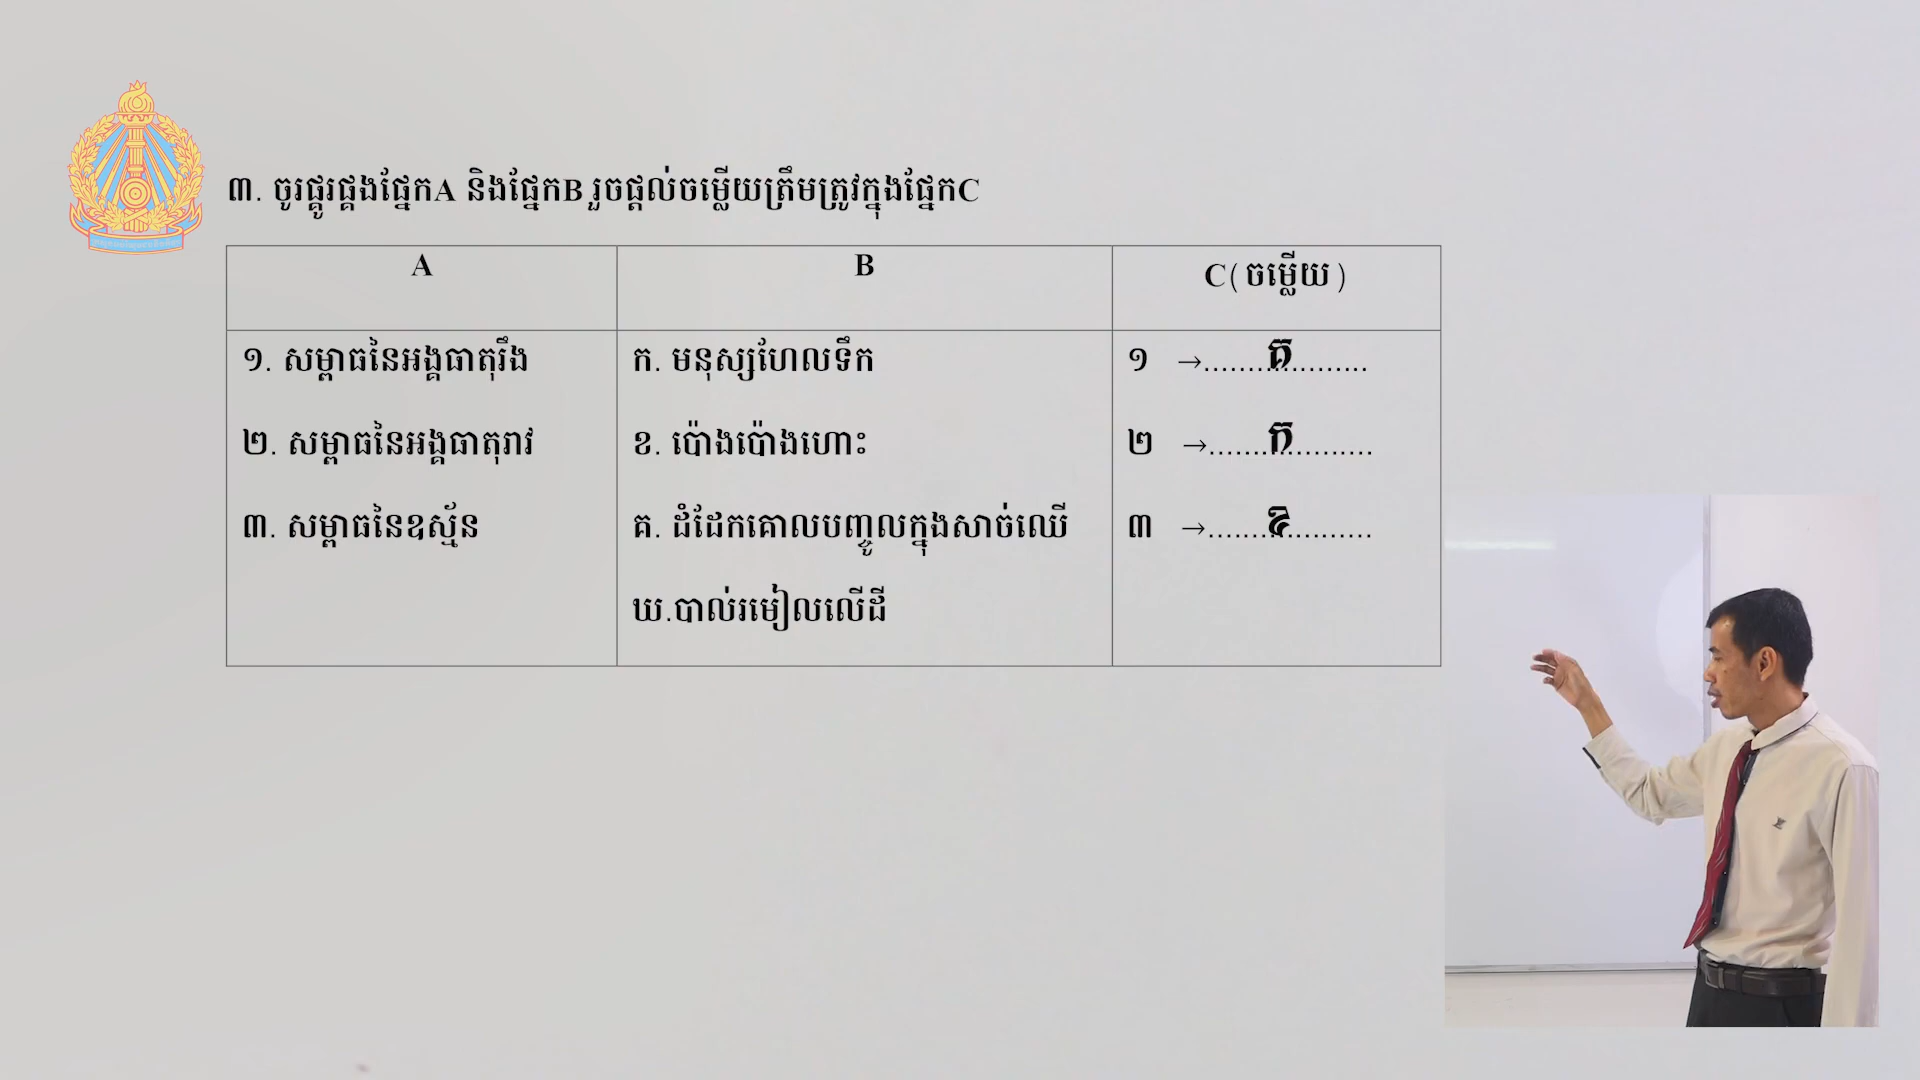 ៣. ចូរផ្គូរផ្គងផ្នែកA និងផ្នែកB រួចផ្តល់ចម្លើយត្រឹមត្រូវក្នុងផ្នែកC
A B C(ចម្លើយ)
១. សម្ពាធនៃអង្គធាតុរឹង ក. មនុស្សហែលទឹក ១ →......គ..........
២. សម្ពាធនៃអង្គធាតុរាវ ខ. ប៉ោងប៉ោងហោះ ២ →......ក..........
៣. សម្ពាធនៃឧស្ម័ន គ. ដំដែកគោលបញ្ចូលក្នុងសាច់ឈើ ៣ →......ខ..........
ឃ.បាល់រមៀលលើដី